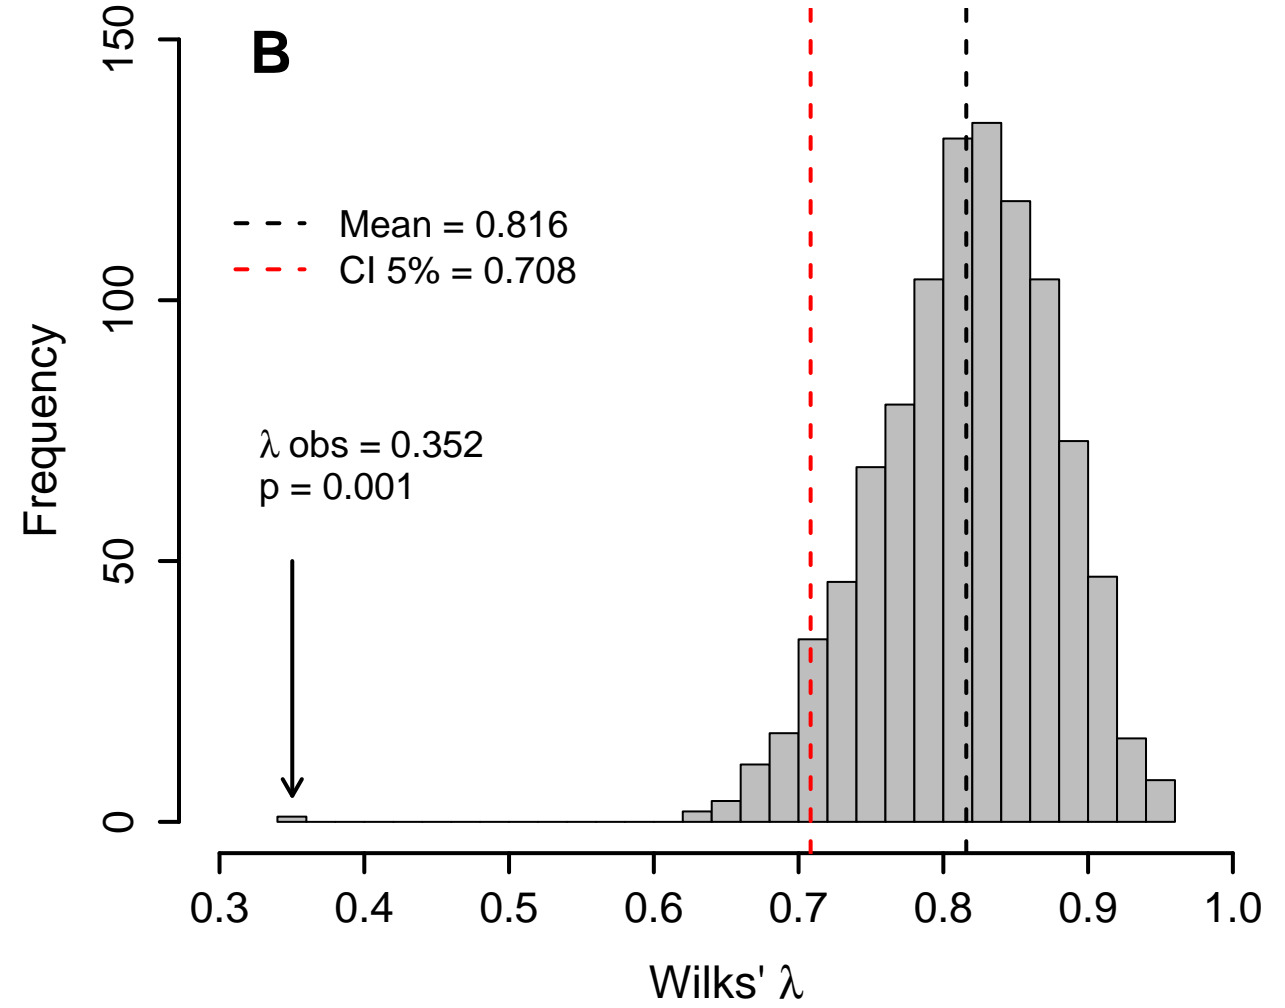 B
Mean = 0.816
CI 5% = 0.708
λ obs = 0.352
p = 0.001
Frequency
150
100
50
0
0.3 0.4 0.5 0.6 0.7 0.8 0.9 1.0
Wilks' λ